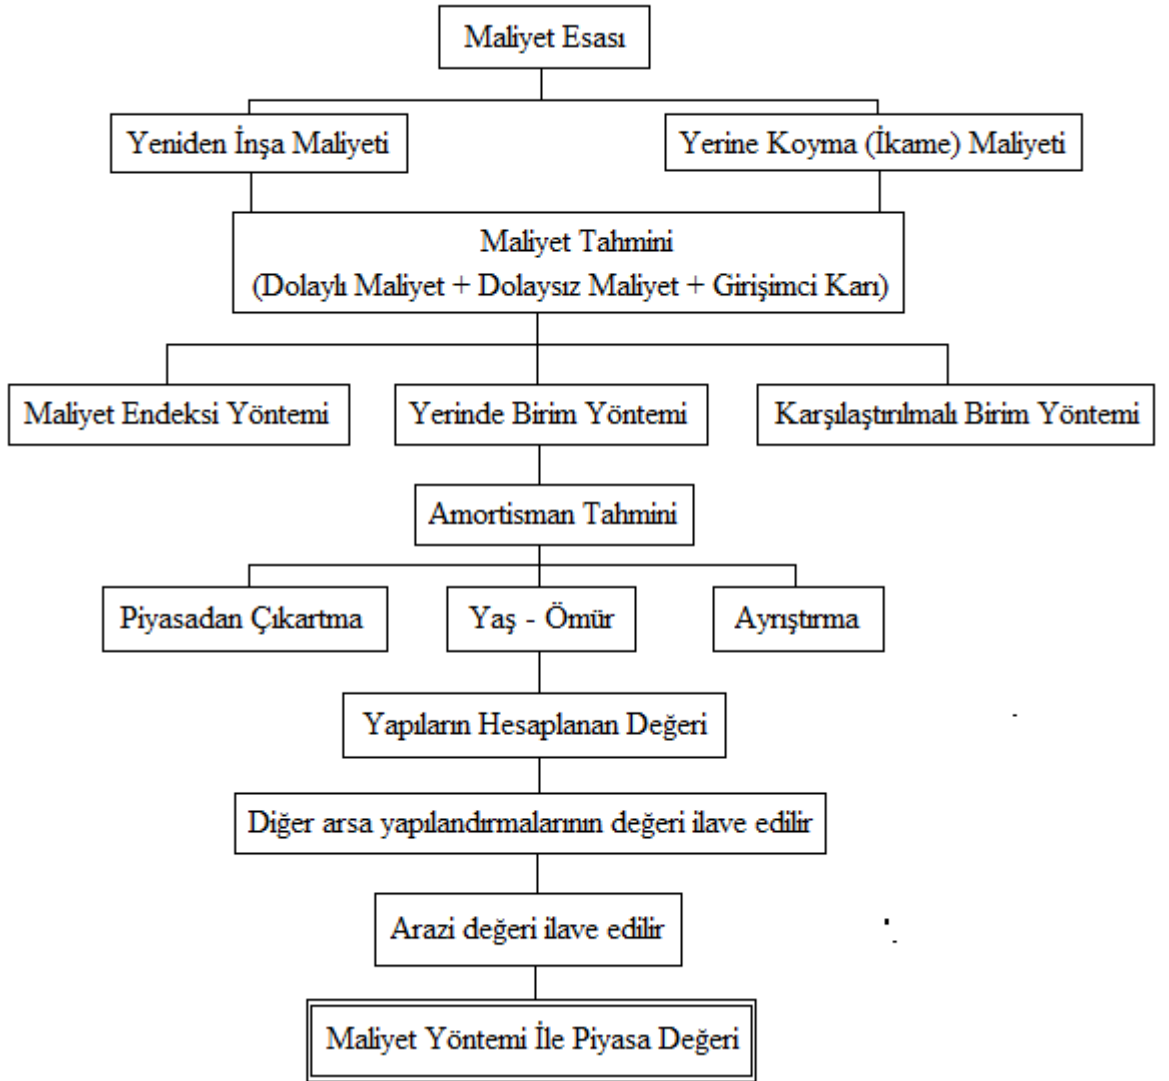 Maliyet Esası
Yeniden İnşa Maliyeti
Yerine Koyma (İkame) Maliyeti
Maliyet Tahmini
(Dolaylı Maliyet + Dolaysız Maliyet + Girişimci Karı)
Maliyet Endeksi Yöntemi
Yerinde Birim Yöntemi
Karşılaştırılmalı Birim Yöntemi
Amortisman Tahmini
Piyasadan Çıkartma
Yaş - Ömür
Ayrıştırma
Yapıların Hesaplanan Değeri
Diğer arsa yapılandırmalarının değeri ilave edilir
Arazi değeri ilave edilir
Maliyet Yöntemi İle Piyasa Değeri